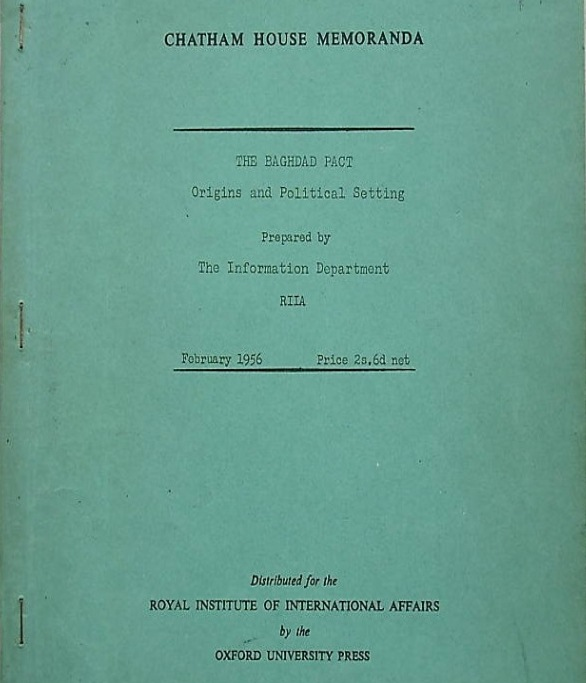 CHATHAM HOUSE MEMORANDA
THE BAGHDAD PACT
Origins and Political Setting
Prepared by
The Information Department
RIIA
February 1956 Price 2s,6d net
Distributed for the
ROYAL INSTITUTE OF INTERNATIONAL AFFAIRS
by the
OXFORD UNIVERSITY PRESS